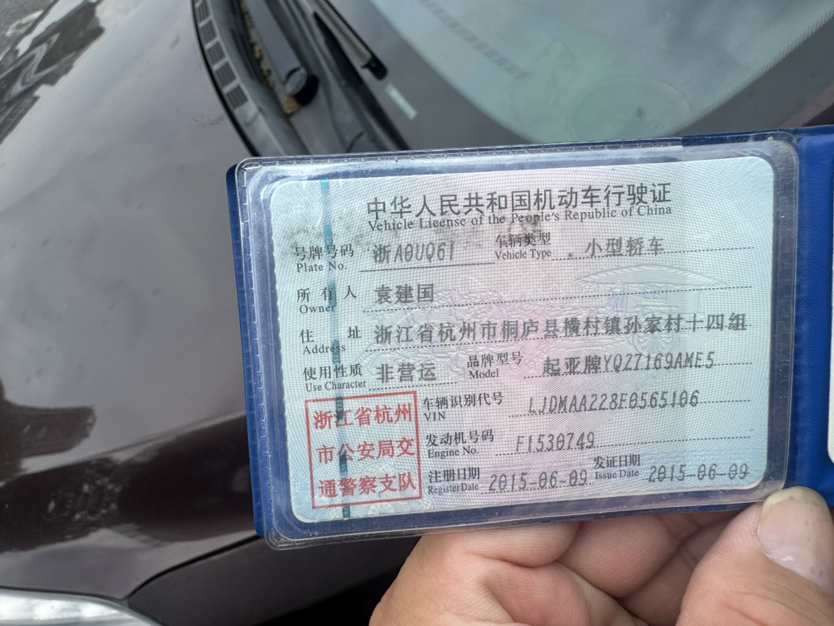 中华人民共和国机动车行驶证
Vehicle License of the People's Republic of China
号牌号码 浙A0UQ61 车辆类型 小型轿车
Plate No. Vehicle Type
所有人 袁建国
Owner
住址 浙江省杭州市桐庐县横村镇孙家村十四组
Address
使用性质 非营运 品牌型号 起亚牌YQZ7169AME5
Use Character Model
浙江省杭州
市公安局交
通警察支队
车辆识别代号 LJDMAA228F0565106
VIN
发动机号码 F1530749
Engine No.
注册日期 2015-06-09 发证日期 2015-06-09
Register Date Issue Date